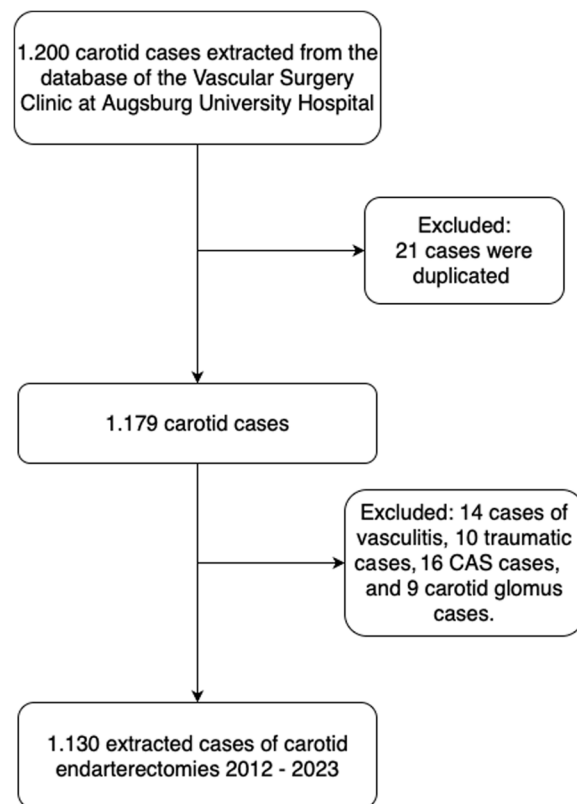 1.200 carotid cases extracted from the
database of the Vascular Surgery
Clinic at Augsburg University Hospital
Excluded:
21 cases were
duplicated
1.179 carotid cases
Excluded: 14 cases of
vasculitis, 10 traumatic
cases, 16 CAS cases,
and 9 carotid glomus
cases.
1.130 extracted cases of carotid
endarterectomies 2012 - 2023